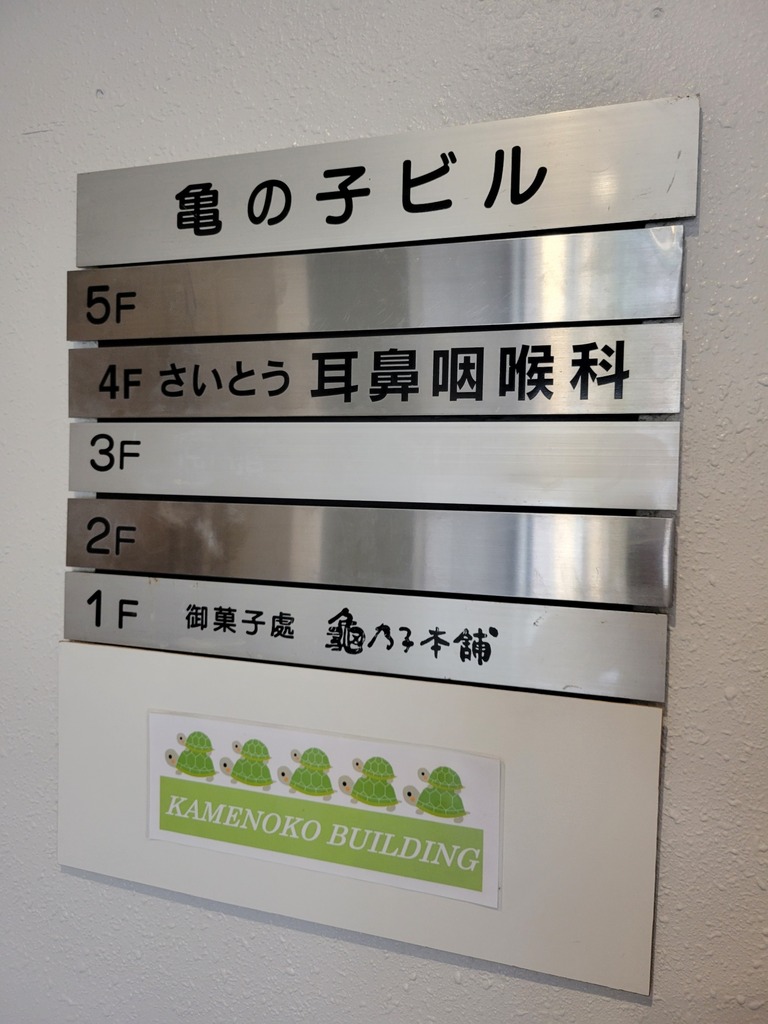 亀の子ビル
5F
4F さいとう 耳鼻咽喉科
3F
2F
1F 御菓子處 龜乃子本舗
KAMENOKO BUILDING